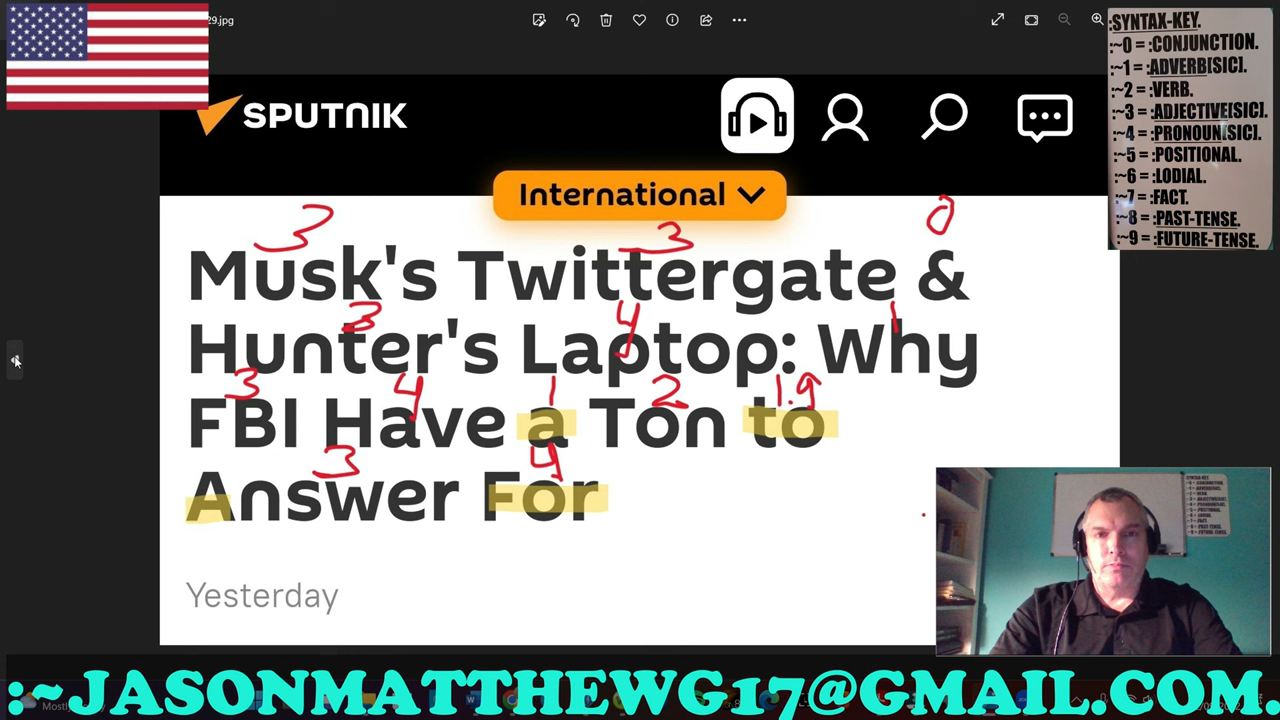 29.jpg
:SYNTAX-KEY.
:~0 = :CONJUNCTION.
:~1 = :ADVERB[SIC].
:~2 = :VERB.
:~3 = :ADJECTIVE[SIC].
:~4 = :PRONOUN[SIC].
:~5 = :POSITIONAL.
:~6 = :LODIAL.
:~7 = :FACT.
:~8 = :PAST-TENSE.
:~9 = :FUTURE-TENSE.
SPUTNIK
International
3 3 0
Musk's Twittergate &
3 4 1
Hunter's Laptop: Why
3 4 1 2 1.9
FBI Have a Ton to
3 4
Answer For
Yesterday
:~JASONMATTHEWG17@GMAIL.COM.